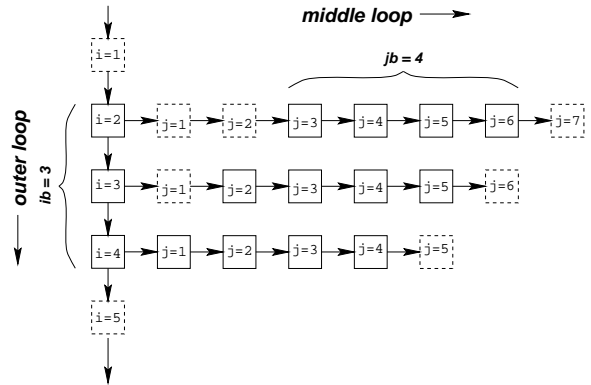 middle loop
i=1
jb = 4
i=2 j=1 j=2 j=3 j=4 j=5 j=6 j=7
outer loop
ib = 3
i=3 j=1 j=2 j=3 j=4 j=5 j=6
i=4 j=1 j=2 j=3 j=4 j=5
i=5